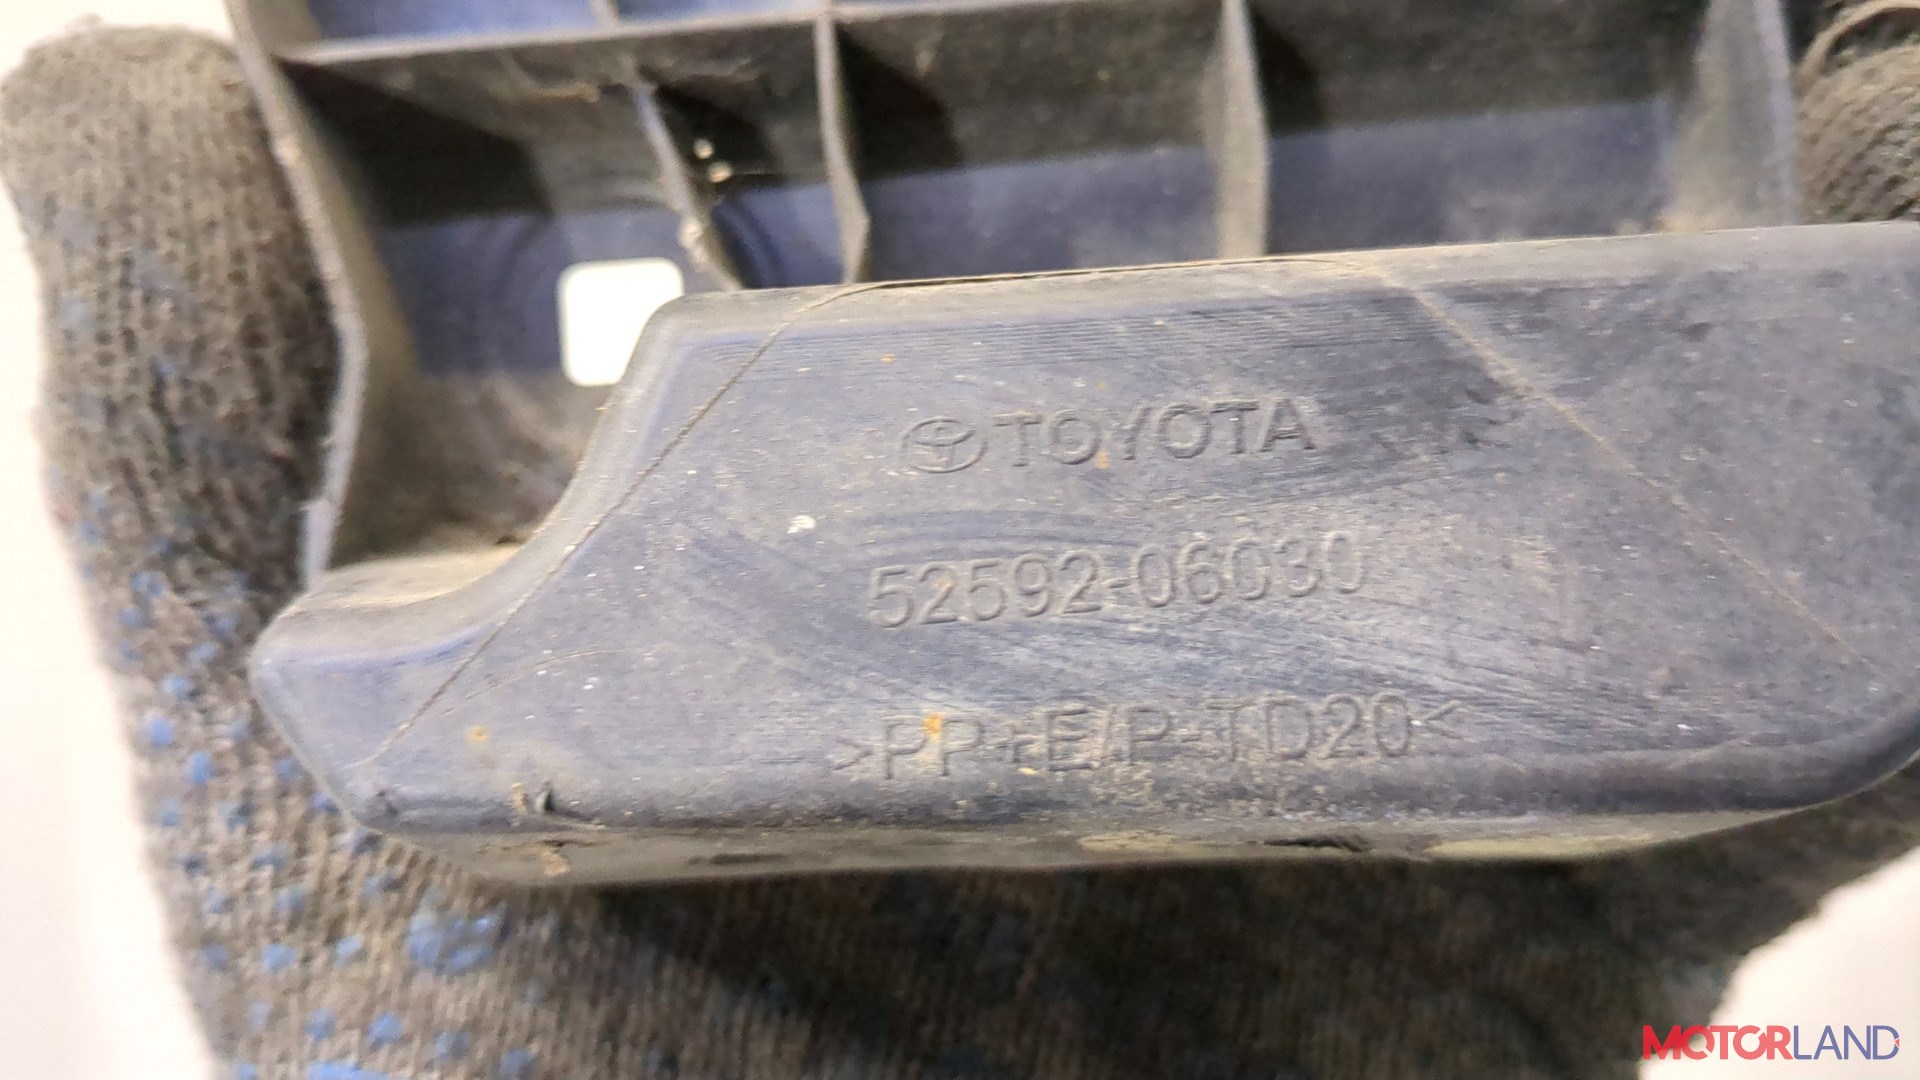 TOYOTA
52592-06030
>PP+E/P-TD20<
MOTORLAND